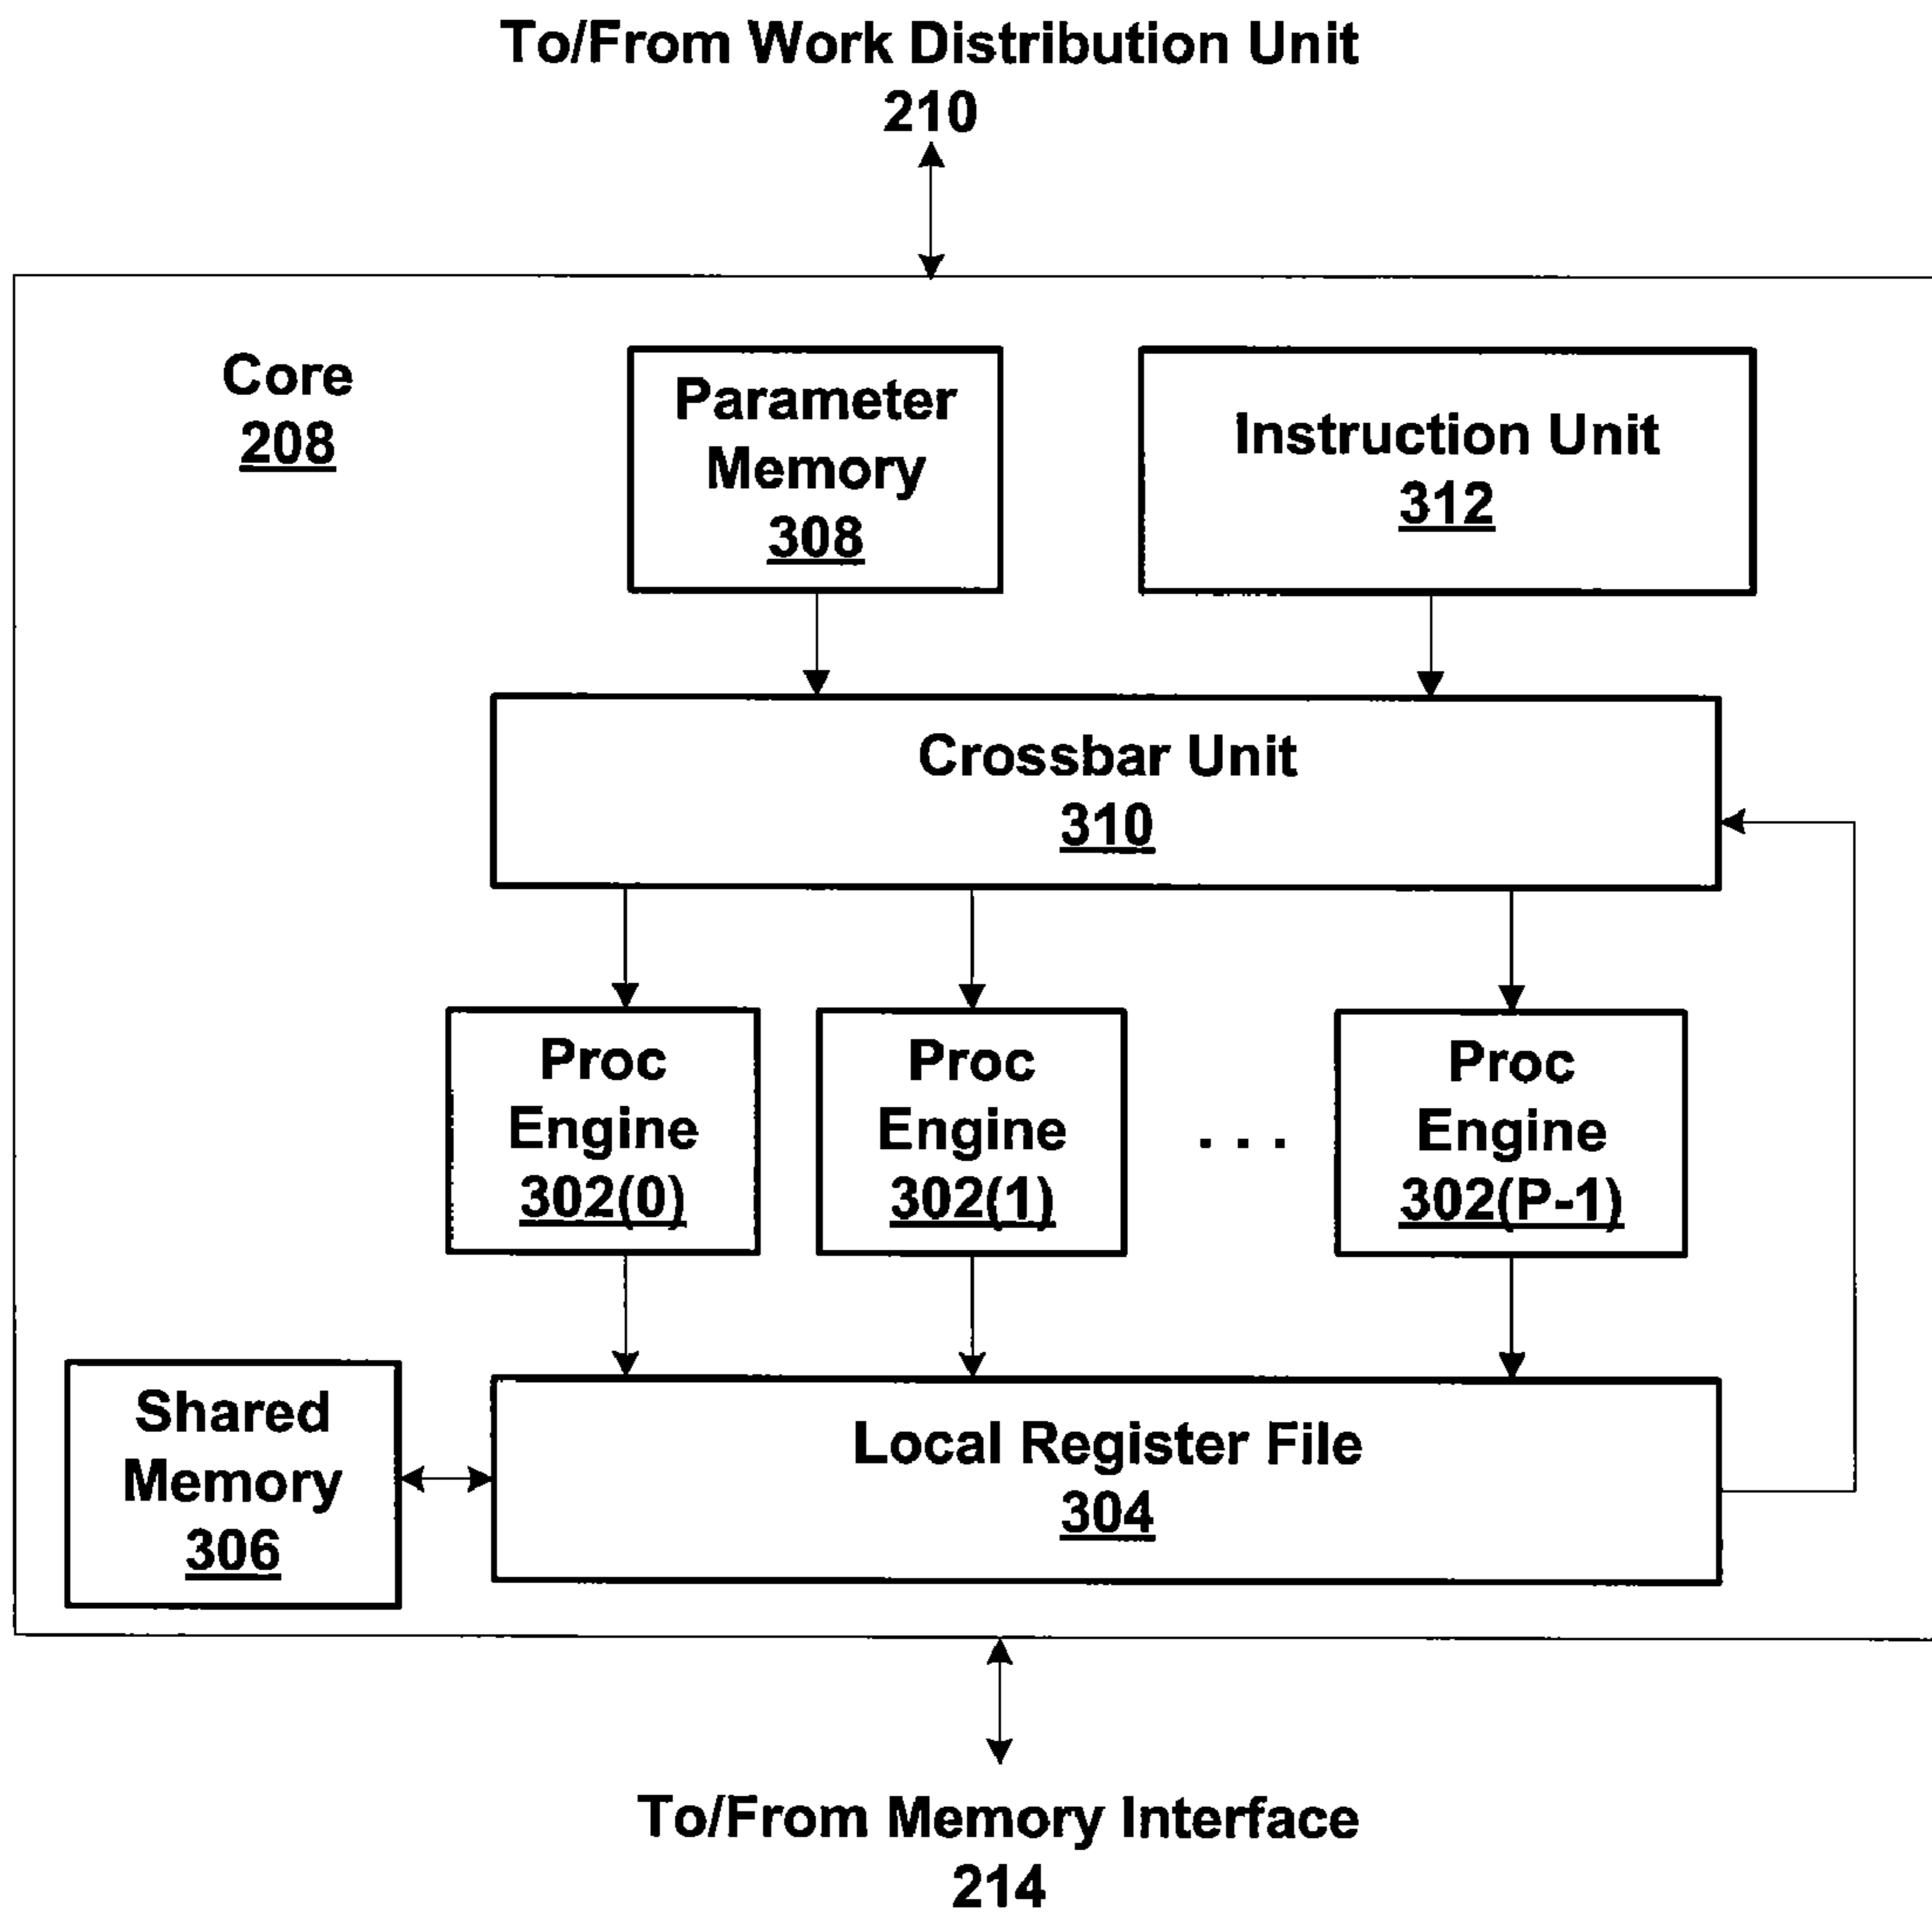 To/From Work Distribution Unit
210
Core
208
Parameter
Memory
308
Instruction Unit
312
Crossbar Unit
310
Proc
Engine
302(0)
Proc
Engine
302(1)
. . .
Proc
Engine
302(P-1)
Shared
Memory
306
Local Register File
304
To/From Memory Interface
214